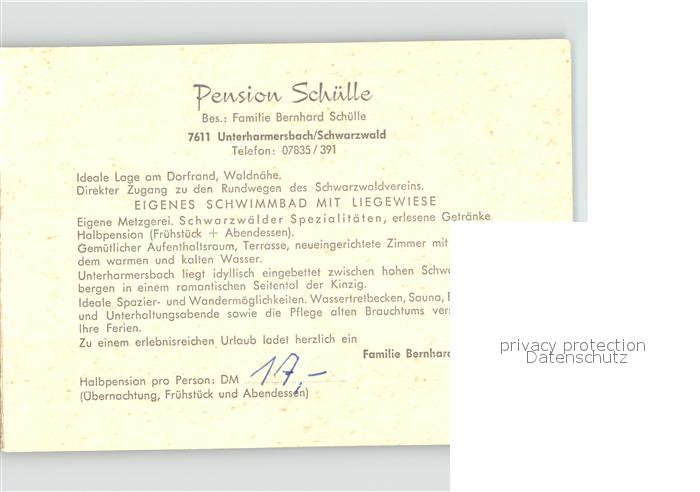 Pension Schülle
Bes.: Familie Bernhard Schülle
7611 Unterharmersbach/Schwarzwald
Telefon: 07835/391
Ideale Lage am Dorfrand, Waldnähe.
Direkter Zugang zu den Rundwegen des Schwarzwaldvereins.
EIGENES SCHWIMMBAD MIT LIEGEWIESE
Eigene Metzgerei. Schwarzwälder Spezialitäten, erlesene Getränke
Halbpension (Frühstück + Abendessen).
Gemütlicher Aufenthaltsraum, Terrasse, neueingerichtete Zimmer mit
dem warmen und kalten Wasser.
Unterharmersbach liegt idyllisch eingebettet zwischen hohen
bergen in einem romantischen Seitental der Kinzig.
Ideale Spazier- und Wandermöglichkeiten. Wassertretbecken, Sauna,
und Unterhaltungsabende sowie die Pflege alten Brauchtums
Ihre Ferien.
Zu einem erlebnisreichen Urlaub ladet herzlich ein
Familie Bernhard
Halbpension pro Person: DM 17,–
(Übernachtung, Frühstück und Abendessen)
privacy protection
Datenschutz